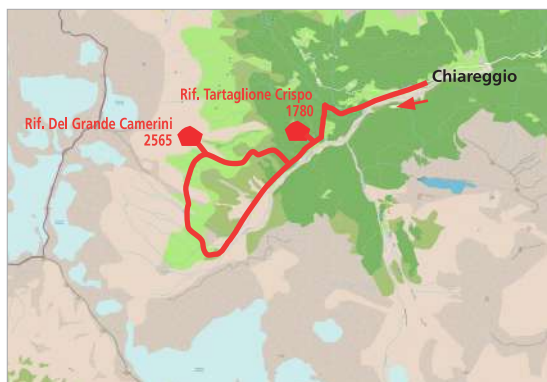 Chiareggio
Rif. Tartaglione Crispo
1780
Rif. Del Grande Camerini
2565